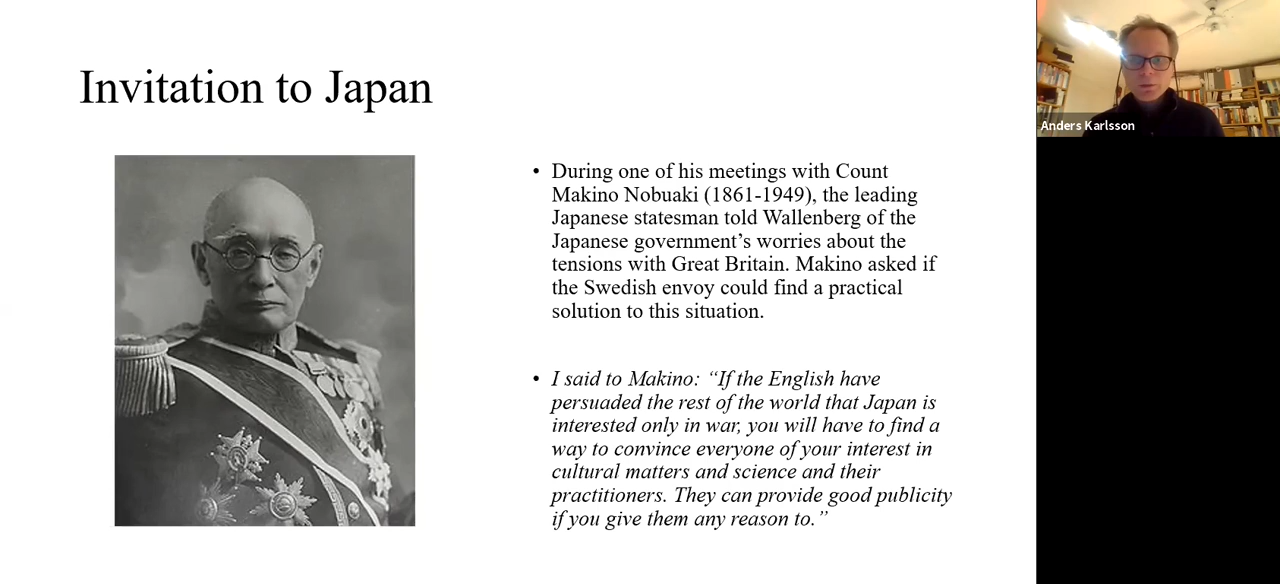 Invitation to Japan
Anders Karlsson
• During one of his meetings with Count
Makino Nobuaki (1861-1949), the leading
Japanese statesman told Wallenberg of the
Japanese government’s worries about the
tensions with Great Britain. Makino asked if
the Swedish envoy could find a practical
solution to this situation.
• I said to Makino: “If the English have
persuaded the rest of the world that Japan is
interested only in war, you will have to find a
way to convince everyone of your interest in
cultural matters and science and their
practitioners. They can provide good publicity
if you give them any reason to.”